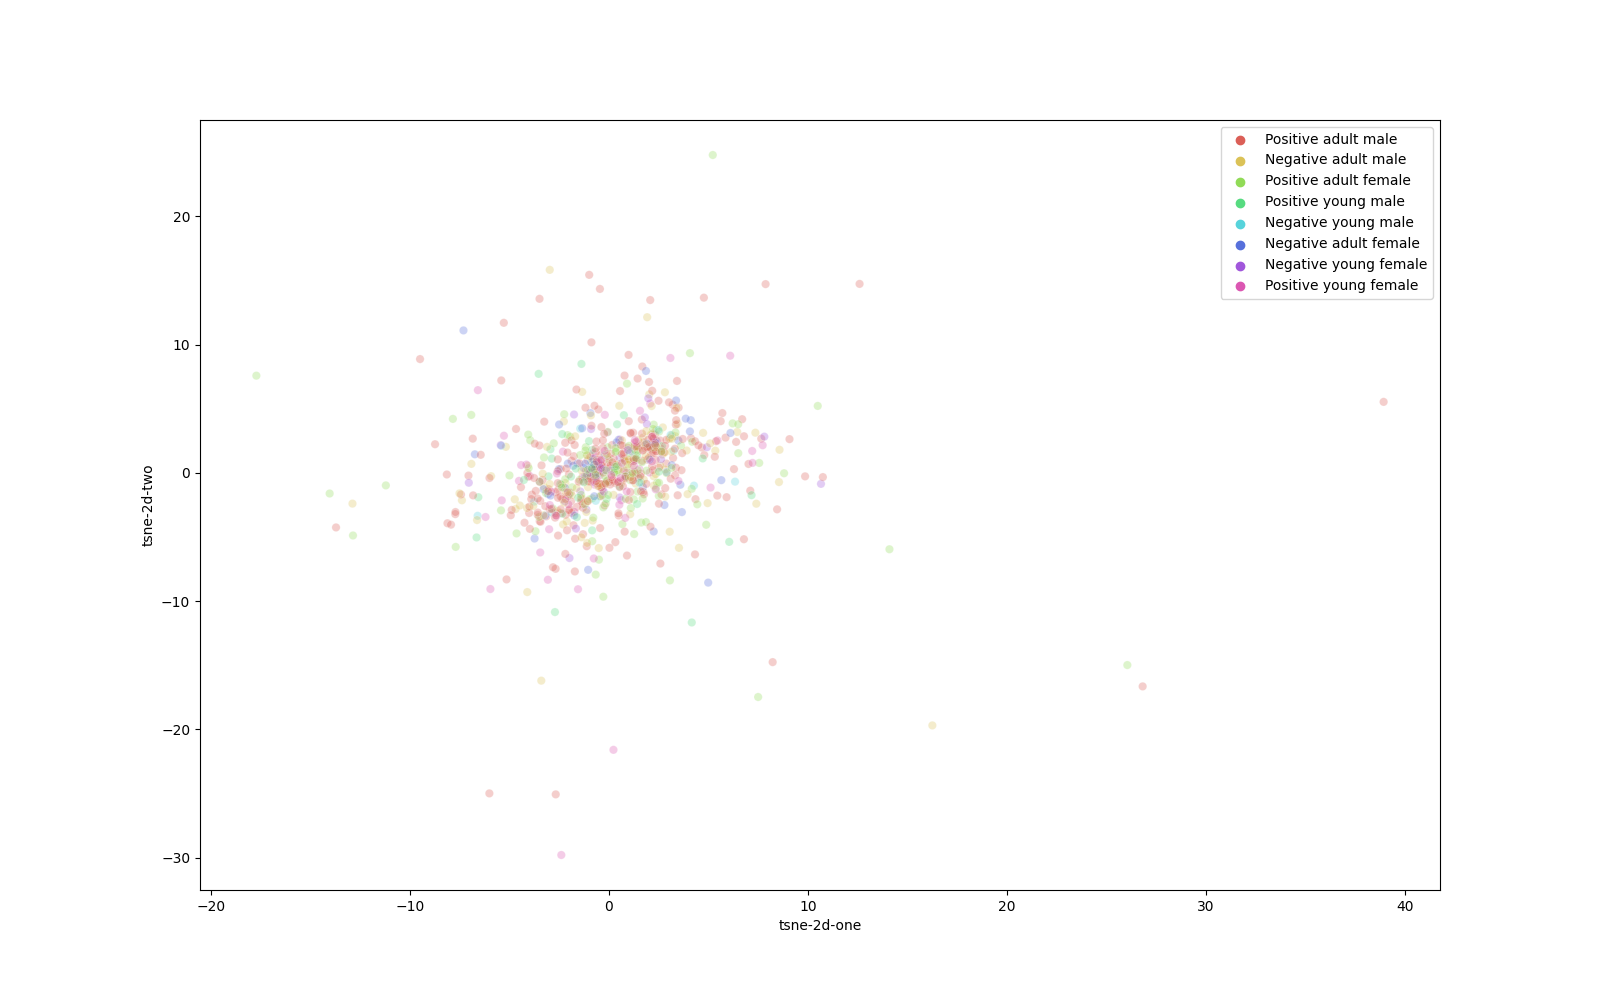 Positive adult male
Negative adult male
Positive adult female
Positive young male
Negative young male
Negative adult female
Negative young female
Positive young female
20
10
0
−10
−20
−30
tsne-2d-two
−20
−10
0
10
20
30
40
tsne-2d-one